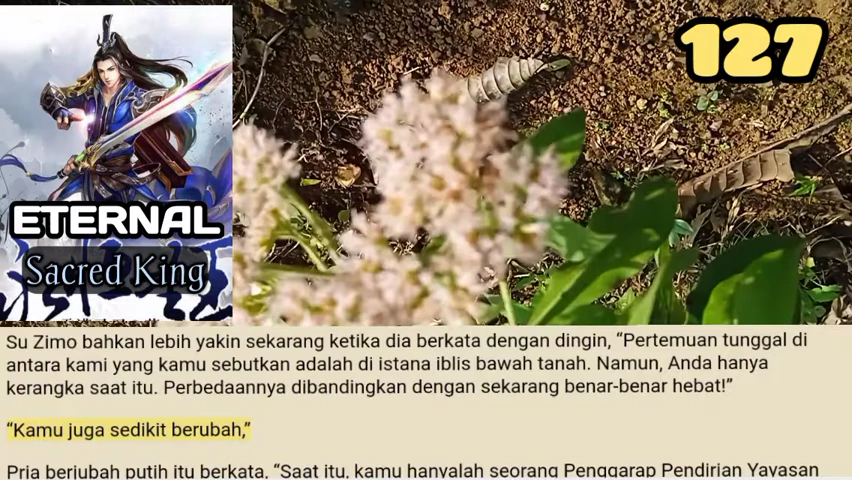 127
ETERNAL
Sacred King
Su Zimo bahkan lebih yakin sekarang ketika dia berkata dengan dingin, “Pertemuan tunggal di
antara kami yang kamu sebutkan adalah di istana iblis bawah tanah. Namun, Anda hanya
kerangka saat itu. Perbedaannya dibandingkan dengan sekarang benar-benar hebat!”
“Kamu juga sedikit berubah,”
Pria berjubah putih itu berkata, “Saat itu, kamu hanyalah seorang Penggarap Pendirian Yayasan